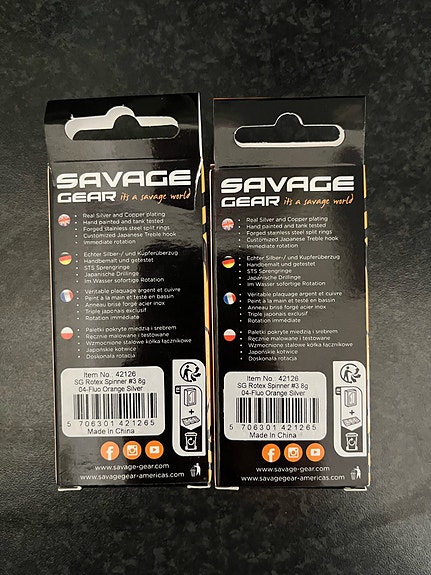 SAVAGE
GEAR its a savage world
Real Silver and Copper plating
Hand painted and tank tested
Forged stainless steel split rings
Customized Japanese Treble hook
Immediate rotation
Echter Silber-/ und Kupferüberzug
Handbemalt und getestet
STS Sprengringe
Japanische Drillinge
Im Wasser sofortige Rotation
Véritable plaquage argent et cuivre
Peint à la main et testé en bassin
Anneau brisé forgé acier inox
Triple japonais exclusif
Rotation immédiate
Paletki pokryte miedzią i srebrem
Ręcznie malowane i testowane
Wzmocnione stalowe kółka łącznikowe
Japońskie kotwice
Doskonała rotacja
Item No.: 42126
SG Rotex Spinner #3 8g
04-Fluo Orange Silver
5 706301 421265
Made In China
www.savage-gear.com
www.savagegear-americas.com
SAVAGE
GEAR its a savage world
Real Silver and Copper plating
Hand painted and tank tested
Forged stainless steel split rings
Customized Japanese Treble hook
Immediate rotation
Echter Silber-/ und Kupferüberzug
Handbemalt und getestet
STS Sprengringe
Japanische Drillinge
Im Wasser sofortige Rotation
Véritable plaquage argent et cuivre
Peint à la main et testé en bassin
Anneau brisé forgé acier inox
Triple japonais exclusif
Rotation immédiate
Paletki pokryte miedzią i srebrem
Ręcznie malowane i testowane
Wzmocnione stalowe kółka łącznikowe
Japońskie kotwice
Doskonała rotacja
Item No.: 42126
SG Rotex Spinner #3 8g
04-Fluo Orange Silver
5 706301 421265
Made In China
www.savage-gear.com
www.savagegear-americas.com